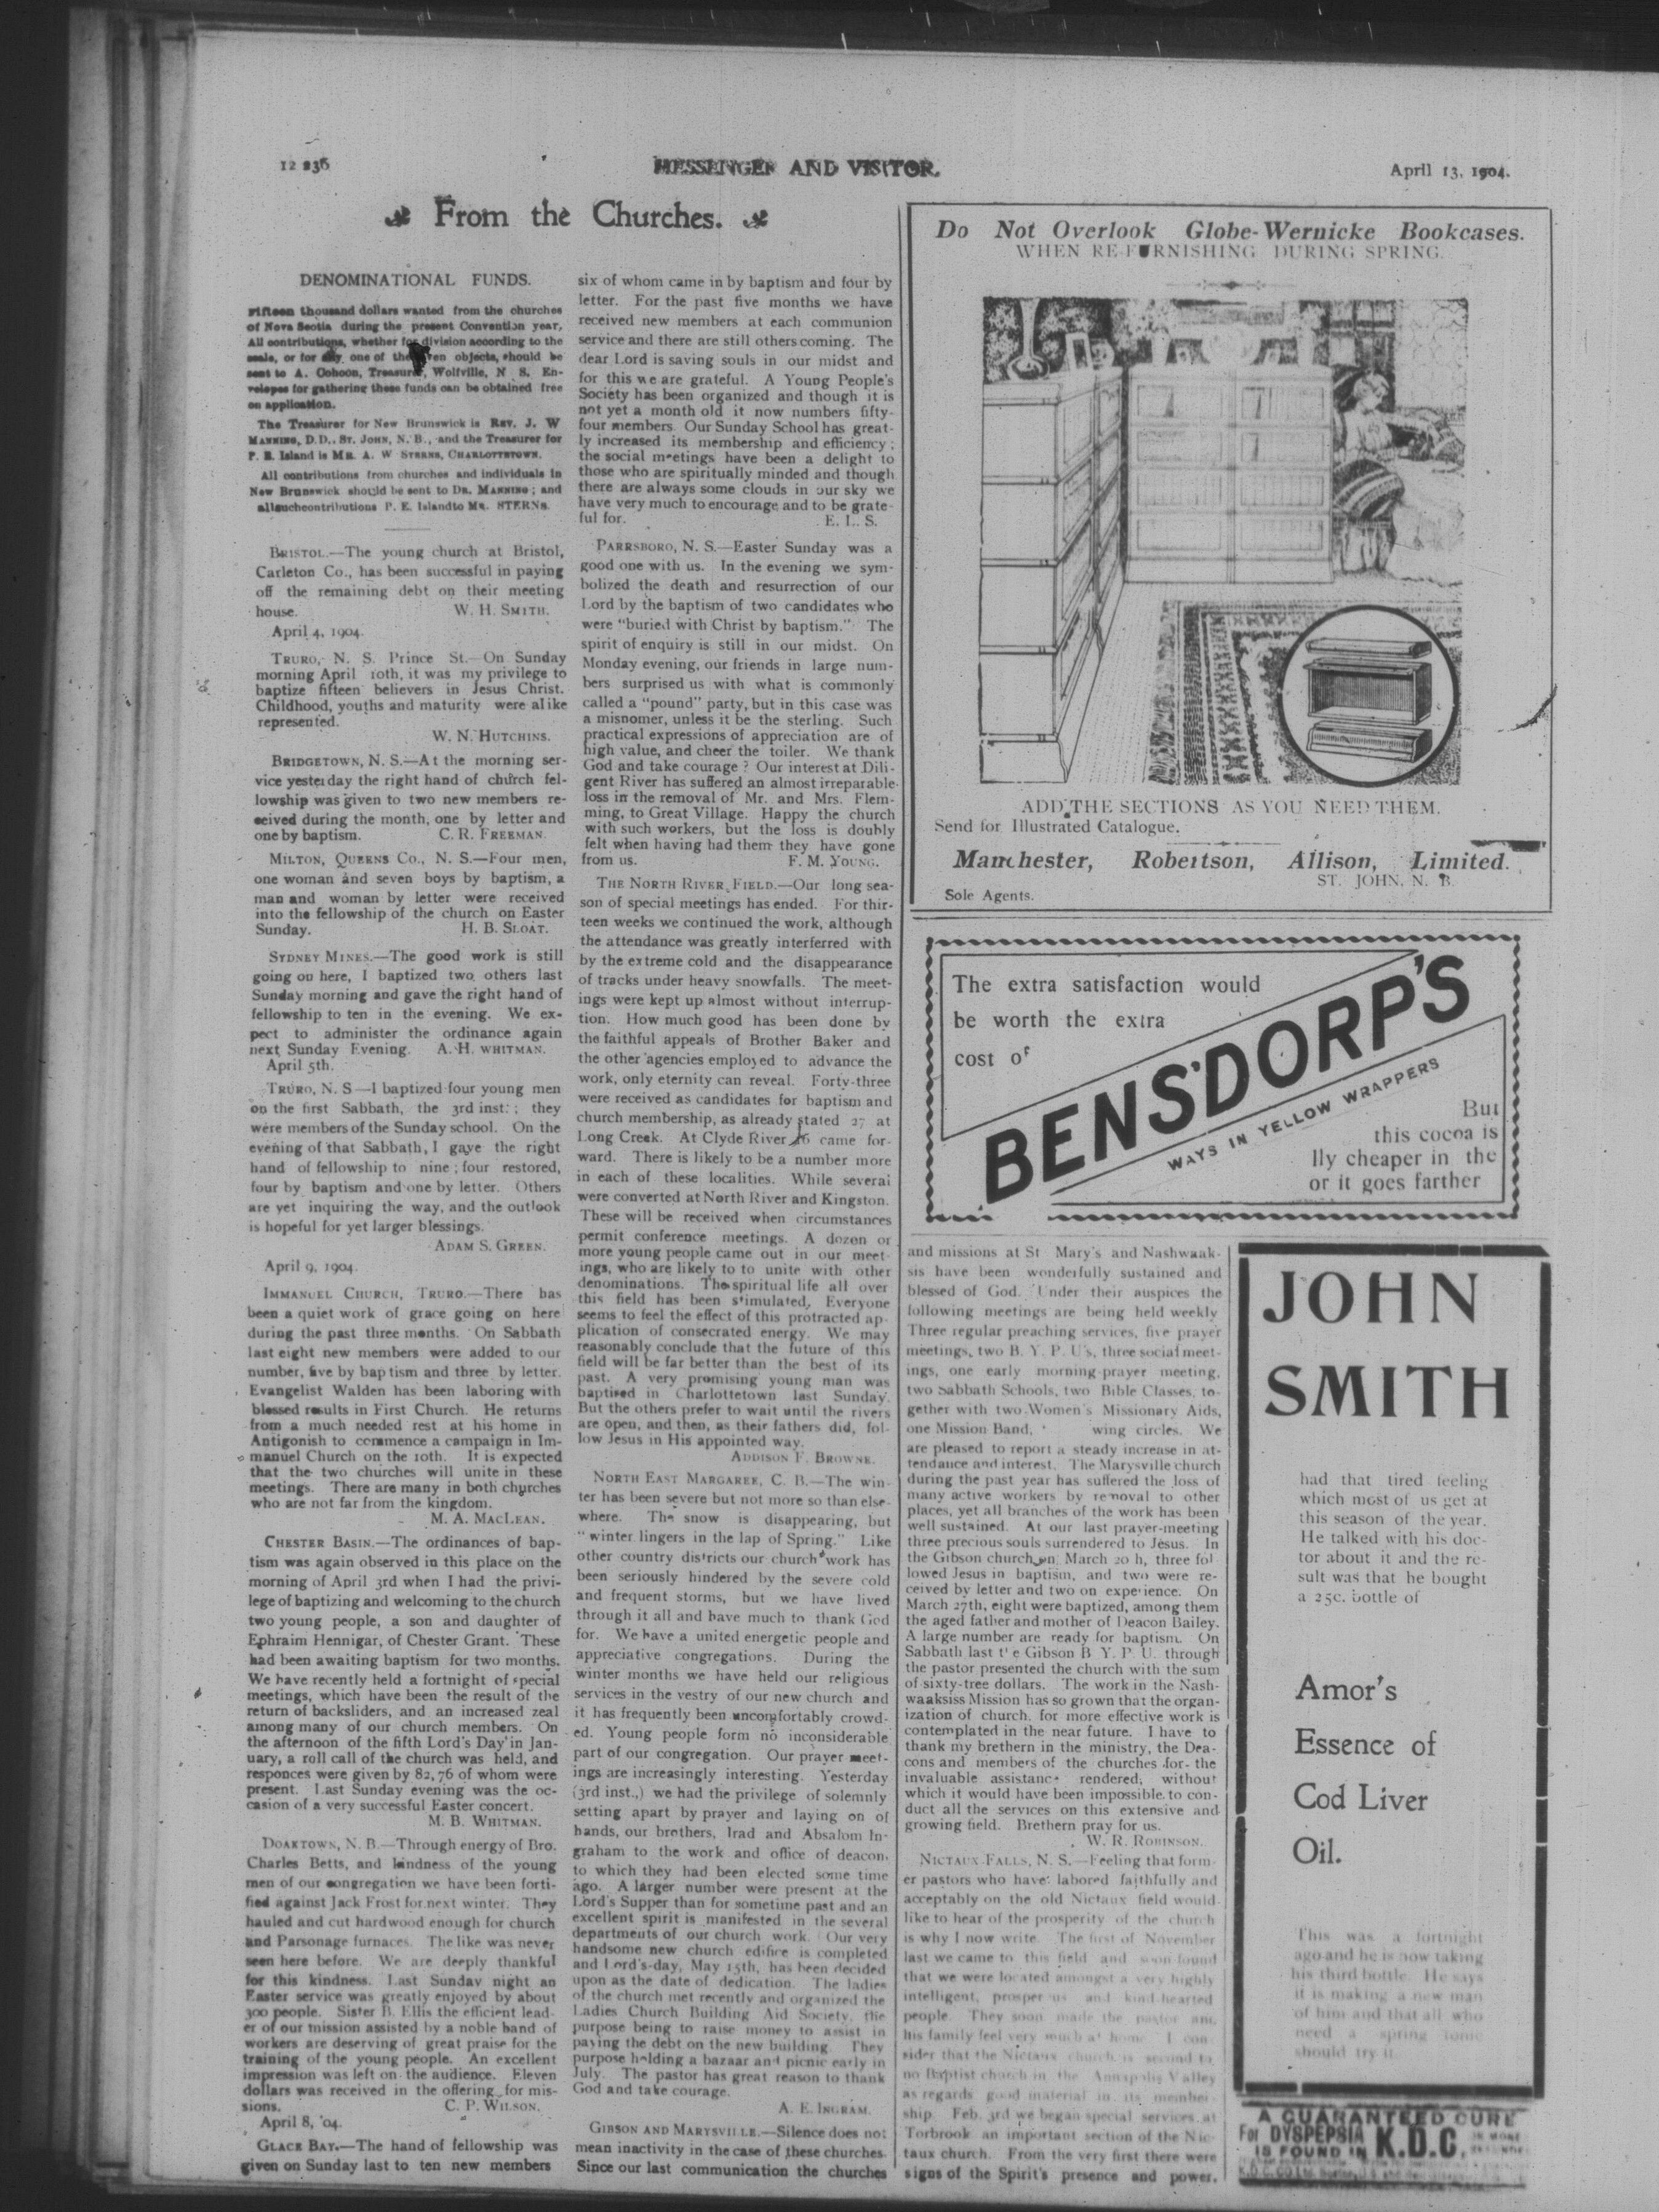 12 236
MESSENGER AND VISITOR.
April 13, 1904.
From the Churches.
DENOMINATIONAL FUNDS.
Fifteen thousand dollars wanted from the churches
of Nova Scotia during the present Convention year,
All contributions, whether for division according to the
scale, or for any one of the objects, should be
sent to A. Cohoon, Treasurer, Wolfville, N. S. En-
velopes for gathering these funds can be obtained free
on application.
The Treasurer for New Brunswick is REV. J. W
MANNING, D.D., ST. JOHN, N. B., and the Treasurer for
P. E. Island is MR. A. W STERNS, CHARLOTTETOWN.
All contributions from churches and individuals in
New Brunswick should be sent to DR. MANNING; and
allsuchcontributions P. E. Islandto MR. STERNS.
BRISTOL.—The young church at Bristol,
Carleton Co., has been successful in paying
off the remaining debt on their meeting
house. W. H. SMITH.
April 4, 1904.
TRURO, N. S. Prince St.—On Sunday
morning April 10th, it was my privilege to
baptize fifteen believers in Jesus Christ.
Childhood, youths and maturity were alike
represented.
W. N. HUTCHINS.
BRIDGETOWN, N. S.—At the morning ser-
vice yesterday the right hand of church fel-
lowship was given to two new members re-
ceived during the month, one by letter and
one by baptism. C. R. FREEMAN.
MILTON, QUEENS CO., N. S.—Four men,
one woman and seven boys by baptism, a
man and woman by letter were received
into the fellowship of the church on Easter
Sunday. H. B. SLOAT.
SYDNEY MINES.—The good work is still
going on here, I baptized two others last
Sunday morning and gave the right hand of
fellowship to ten in the evening. We ex-
pect to administer the ordinance again
next Sunday Evening. A. H. WHITMAN.
April 5th.
TRURO, N. S—I baptized four young men
on the first Sabbath, the 3rd inst.; they
were members of the Sunday school. On the
evening of that Sabbath, I gave the right
hand of fellowship to nine; four restored,
four by baptism and one by letter. Others
are yet inquiring the way, and the outlook
is hopeful for yet larger blessings.
ADAM S. GREEN.
April 9, 1904.
IMMANUEL CHURCH, TRURO.—There has
been a quiet work of grace going on here
during the past three months. On Sabbath
last eight new members were added to our
number, five by baptism and three by letter.
Evangelist Walden has been laboring with
blessed results in First Church. He returns
from a much needed rest at his home in
Antigonish to commence a campaign in Im-
manuel Church on the 10th. It is expected
that the two churches will unite in these
meetings. There are many in both churches
who are not far from the kingdom.
M. A. MACLEAN.
CHESTER BASIN.—The ordinances of bap-
tism was again observed in this place on the
morning of April 3rd when I had the privi-
lege of baptizing and welcoming to the church
two young people, a son and daughter of
Ephraim Hennigar, of Chester Grant. These
had been awaiting baptism for two months.
We have recently held a fortnight of special
meetings, which have been the result of the
return of backsliders, and an increased zeal
among many of our church members. On
the afternoon of the fifth Lord's Day in Jan-
uary, a roll call of the church was held, and
responces were given by 82, 76 of whom were
present. Last Sunday evening was the oc-
casion of a very successful Easter concert.
M. B. WHITMAN.
DOAKTOWN, N. B.—Through energy of Bro.
Charles Betts, and kindness of the young
men of our congregation we have been forti-
fied against Jack Frost for next winter. They
hauled and cut hardwood enough for church
and Parsonage furnaces. The like was never
seen here before. We are deeply thankful
for this kindness. Last Sunday night an
Easter service was greatly enjoyed by about
300 people. Sister B. Ellis the efficient lead-
er of our mission assisted by a noble band of
workers are deserving of great praise for the
training of the young people. An excellent
impression was left on the audience. Eleven
dollars was received in the offering for mis-
sions. C. P. WILSON.
April 8, '04.
GLACE BAY.—The hand of fellowship was
given on Sunday last to ten new members
six of whom came in by baptism and four by
letter. For the past five months we have
received new members at each communion
service and there are still others coming. The
dear Lord is saving souls in our midst and
for this we are grateful. A Young People's
Society has been organized and though it is
not yet a month old it now numbers fifty-
four members. Our Sunday School has great-
ly increased its membership and efficiency;
the social meetings have been a delight to
those who are spiritually minded and though
there are always some clouds in our sky we
have very much to encourage and to be grate-
ful for. E. L. S.
PARRSBORO, N. S.—Easter Sunday was a
good one with us. In the evening we sym-
bolized the death and resurrection of our
Lord by the baptism of two candidates who
were "buried with Christ by baptism." The
spirit of enquiry is still in our midst. On
Monday evening, our friends in large num-
bers surprised us with what is commonly
called a "pound" party, but in this case was
a misnomer, unless it be the sterling. Such
practical expressions of appreciation are of
high value, and cheer the toiler. We thank
God and take courage? Our interest at Dili-
gent River has suffered an almost irreparable
loss in the removal of Mr. and Mrs. Flem-
ming, to Great Village. Happy the church
with such workers, but the loss is doubly
felt when having had them they have gone
from us. F. M. YOUNG.
THE NORTH RIVER FIELD.—Our long sea-
son of special meetings has ended. For thir-
teen weeks we continued the work, although
the attendance was greatly interferred with
by the extreme cold and the disappearance
of tracks under heavy snowfalls. The meet-
ings were kept up almost without interrup-
tion. How much good has been done by
the faithful appeals of Brother Baker and
the other agencies employed to advance the
work, only eternity can reveal. Forty-three
were received as candidates for baptism and
church membership, as already stated 27 at
Long Creek. At Clyde River 16 came for-
ward. There is likely to be a number more
in each of these localities. While several
were converted at North River and Kingston.
These will be received when circumstances
permit conference meetings. A dozen or
more young people came out in our meet-
ings, who are likely to to unite with other
denominations. The spiritual life all over
this field has been stimulated. Everyone
seems to feel the effect of this protracted ap-
plication of consecrated energy. We may
reasonably conclude that the future of this
field will be far better than the best of its
past. A very promising young man was
baptized in Charlottetown last Sunday.
But the others prefer to wait until the rivers
are open, and then, as their fathers did, fol-
low Jesus in His appointed way.
ADDISON F. BROWNE.
NORTH EAST MARGAREE, C. B.—The win-
ter has been severe but not more so than else-
where. The snow is disappearing, but
"winter lingers in the lap of Spring." Like
other country districts our church work has
been seriously hindered by the severe cold
and frequent storms, but we have lived
through it all and have much to thank God
for. We have a united energetic people and
appreciative congregations. During the
winter months we have held our religious
services in the vestry of our new church and
it has frequently been uncomfortably crowd-
ed. Young people form no inconsiderable
part of our congregation. Our prayer meet-
ings are increasingly interesting. Yesterday
(3rd inst.,) we had the privilege of solemnly
setting apart by prayer and laying on of
hands, our brothers, Irad and Absalom In-
graham to the work and office of deacon,
to which they had been elected some time
ago. A larger number were present at the
Lord's Supper than for sometime past and an
excellent spirit is manifested in the several
departments of our church work. Our very
handsome new church edifice is completed
and Lord's-day, May 15th, has been decided
upon as the date of dedication. The ladies
of the church met recently and organized the
Ladies Church Building Aid Society, the
purpose being to raise money to assist in
paying the debt on the new building. They
purpose holding a bazaar and picnic early in
July. The pastor has great reason to thank
God and take courage.
A. E. INGRAM.
GIBSON AND MARYSVILLE.—Silence does not
mean inactivity in the case of these churches.
Since our last communication the churches
Do Not Overlook Globe-Wernicke Bookcases.
WHEN RE-FURNISHING DURING SPRING.
ADD THE SECTIONS AS YOU NEED THEM.
Send for Illustrated Catalogue.
Manchester, Robertson, Allison, Limited.
ST. JOHN, N. B.
Sole Agents.
The extra satisfaction would
be worth the extra
cost of
BENSDORP'S
WAYS IN YELLOW WRAPPERS
But
this cocoa is
lly cheaper in the
or it goes farther
and missions at St Mary's and Nashwaak-
sis have been wonderfully sustained and
blessed of God. Under their auspices the
following meetings are being held weekly
Three regular preaching services, five prayer
meetings, two B. Y. P. U's, three social meet-
ings, one early morning-prayer meeting,
two Sabbath Schools, two Bible Classes, to-
gether with two Women's Missionary Aids,
one Mission Band, wing circles. We
are pleased to report a steady increase in at-
tendance and interest. The Marysville church
during the past year has suffered the loss of
many active workers by removal to other
places, yet all branches of the work has been
well sustained. At our last prayer-meeting
three precious souls surrendered to Jesus. In
the Gibson church on March 20 h, three fol
lowed Jesus in baptism, and two were re-
ceived by letter and two on experience. On
March 27th, eight were baptized, among them
the aged father and mother of Deacon Bailey.
A large number are ready for baptism. On
Sabbath last t e Gibson B Y. P. U. through
the pastor presented the church with the sum
of sixty-tree dollars. The work in the Nash-
waaksiss Mission has so grown that the organ-
ization of church, for more effective work is
contemplated in the near future. I have to
thank my brethern in the ministry, the Dea-
cons and members of the churches for the
invaluable assistance rendered; without
which it would have been impossible to con-
duct all the services on this extensive and
growing field. Brethern pray for us.
W. R. ROBINSON.
NICTAUX FALLS, N. S.—Feeling that form-
er pastors who have labored faithfully and
acceptably on the old Nictaux field would
like to hear of the prosperity of the church
is why I now write. The first of November
last we came to this field and soon found
that we were located amongst a very highly
intelligent, prosper us and kind-hearted
people. They soon made the pastor and
his family feel very much at home. I con-
sider that the Nictaux church is second to
no Baptist church in the Annapolis Valley
as regards good material in its member-
ship. Feb. 3rd we began special services at
Torbrook an important section of the Nic-
taux church. From the very first there were
signs of the Spirit's presence and power.
JOHN
SMITH
had that tired feeling
which most of us get at
this season of the year.
He talked with his doc-
tor about it and the re-
sult was that he bought
a 25c. bottle of
Amor's
Essence of
Cod Liver
Oil.
This was a fortnight
ago and he is now taking
his third bottle. He says
it is making a new man
of him and that all who
need a spring tonic
should try it.
A GUARANTEED CURE
For DYSPEPSIA
IS FOUND IN K.D.C.